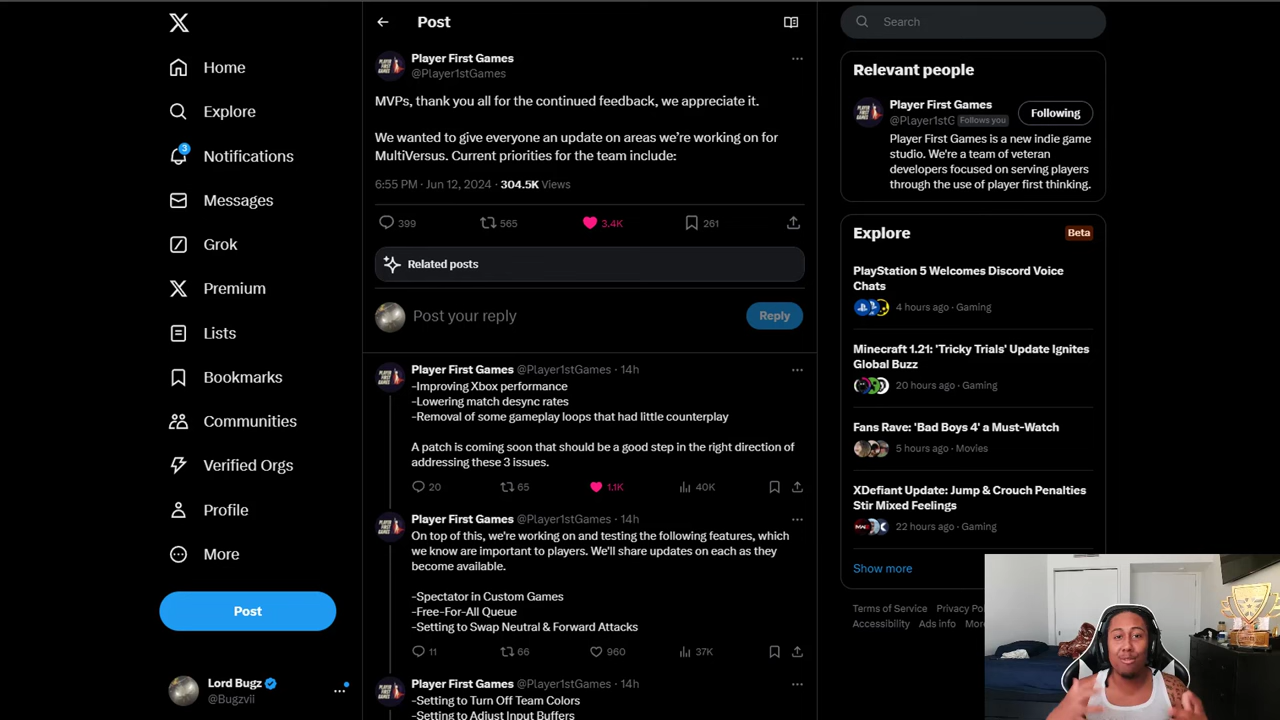 Home
Explore
3
Notifications
Messages
Grok
Premium
Lists
Bookmarks
Communities
Verified Orgs
Profile
More
Post
Lord Bugz
@Bugzvii
Post
Player First Games
@Player1stGames
MVPs, thank you all for the continued feedback, we appreciate it.
We wanted to give everyone an update on areas we're working on for
MultiVersus. Current priorities for the team include:
6:55 PM · Jun 12, 2024 · 304.5K Views
399 565 3.4K 261
Related posts
Post your reply
Reply
Player First Games @Player1stGames · 14h
-Improving Xbox performance
-Lowering match desync rates
-Removal of some gameplay loops that had little counterplay
A patch is coming soon that should be a good step in the right direction of
addressing these 3 issues.
20 65 1.1K 40K
Player First Games @Player1stGames · 14h
On top of this, we're working on and testing the following features, which
we know are important to players. We'll share updates on each as they
become available.
-Spectator in Custom Games
-Free-For-All Queue
-Setting to Swap Neutral & Forward Attacks
11 66 960 37K
Player First Games @Player1stGames · 14h
-Setting to Turn Off Team Colors
-Setting to Adjust Input Buffers
Search
Relevant people
Player First Games
@Player1stG Follows you
Following
Player First Games is a new indie game
studio. We're a team of veteran
developers focused on serving players
through the use of player first thinking.
Explore
Beta
PlayStation 5 Welcomes Discord Voice
Chats
4 hours ago · Gaming
Minecraft 1.21: 'Tricky Trials' Update Ignites
Global Buzz
20 hours ago · Gaming
Fans Rave: 'Bad Boys 4' a Must-Watch
5 hours ago · Movies
XDefiant Update: Jump & Crouch Penalties
Stir Mixed Feelings
22 hours ago · Gaming
Show more
Terms of Service Privacy Po
Accessibility Ads info Mor